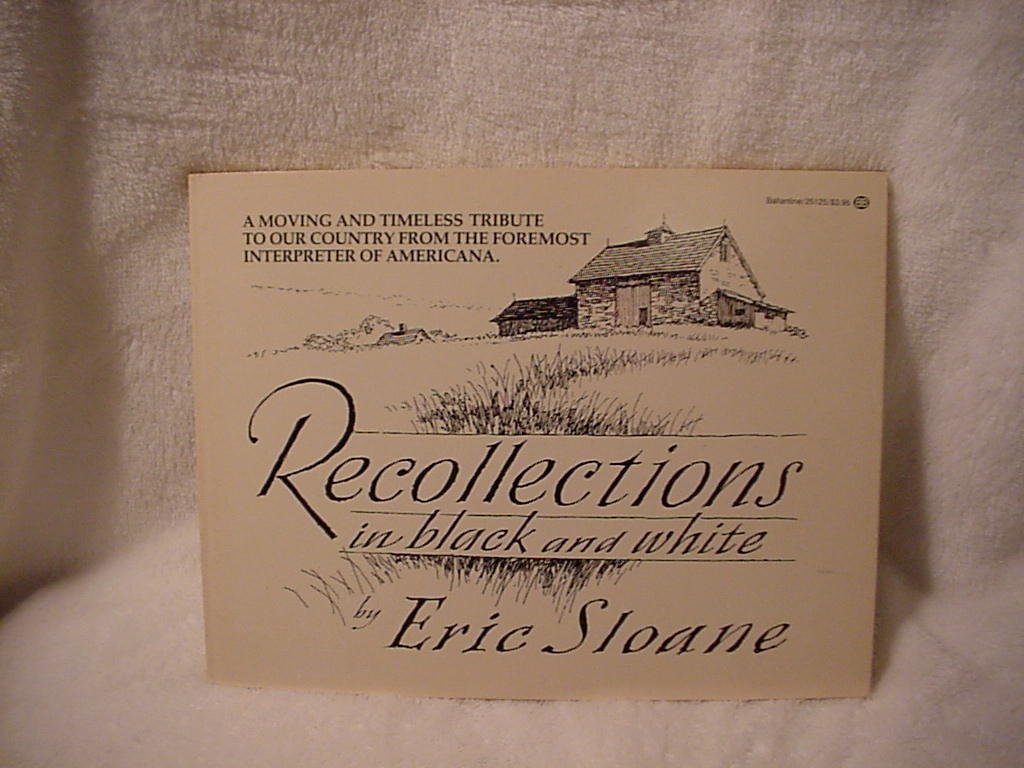 A MOVING AND TIMELESS TRIBUTE
TO OUR COUNTRY FROM THE FOREMOST
INTERPRETER OF AMERICANA.
Ballantine/25125/$3.95
Recollections
in black and white
by Eric Sloane